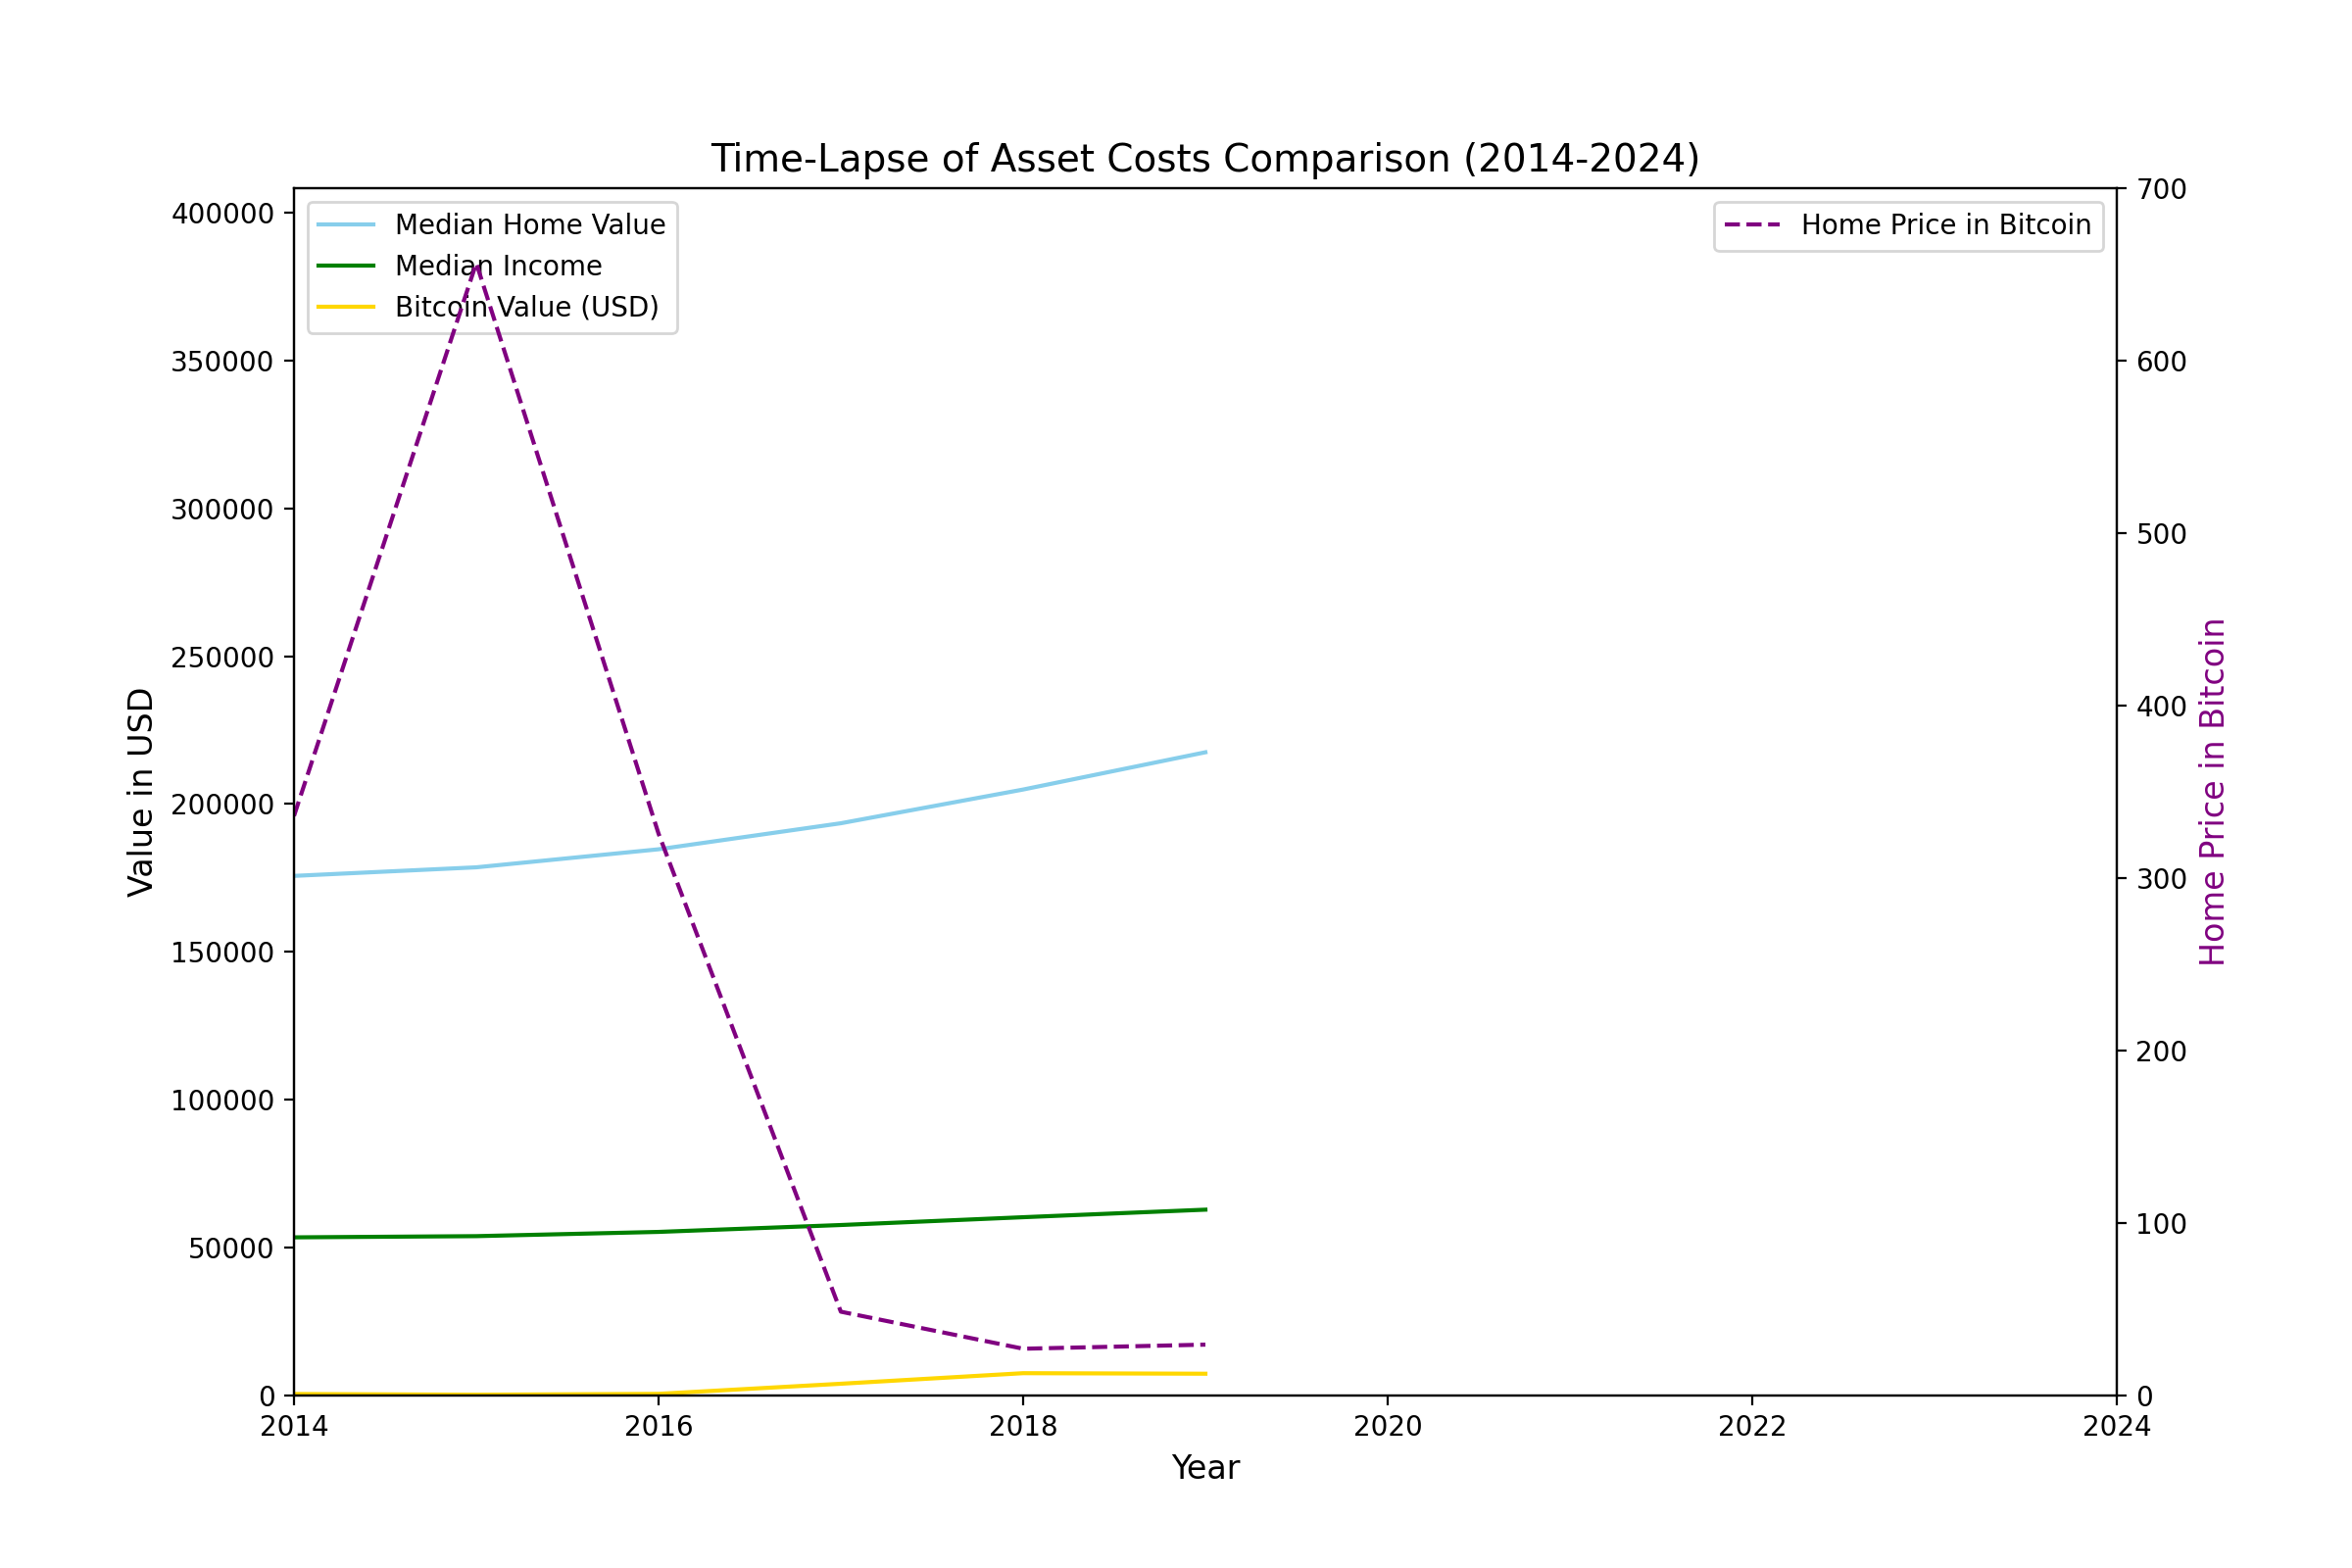 Time-Lapse of Asset Costs Comparison (2014-2024)
Median Home Value
Median Income
Bitcoin Value (USD)
Home Price in Bitcoin
400000
350000
300000
250000
200000
150000
100000
50000
0
Value in USD
700
600
500
400
300
200
100
0
Home Price in Bitcoin
2014
2016
2018
2020
2022
2024
Year